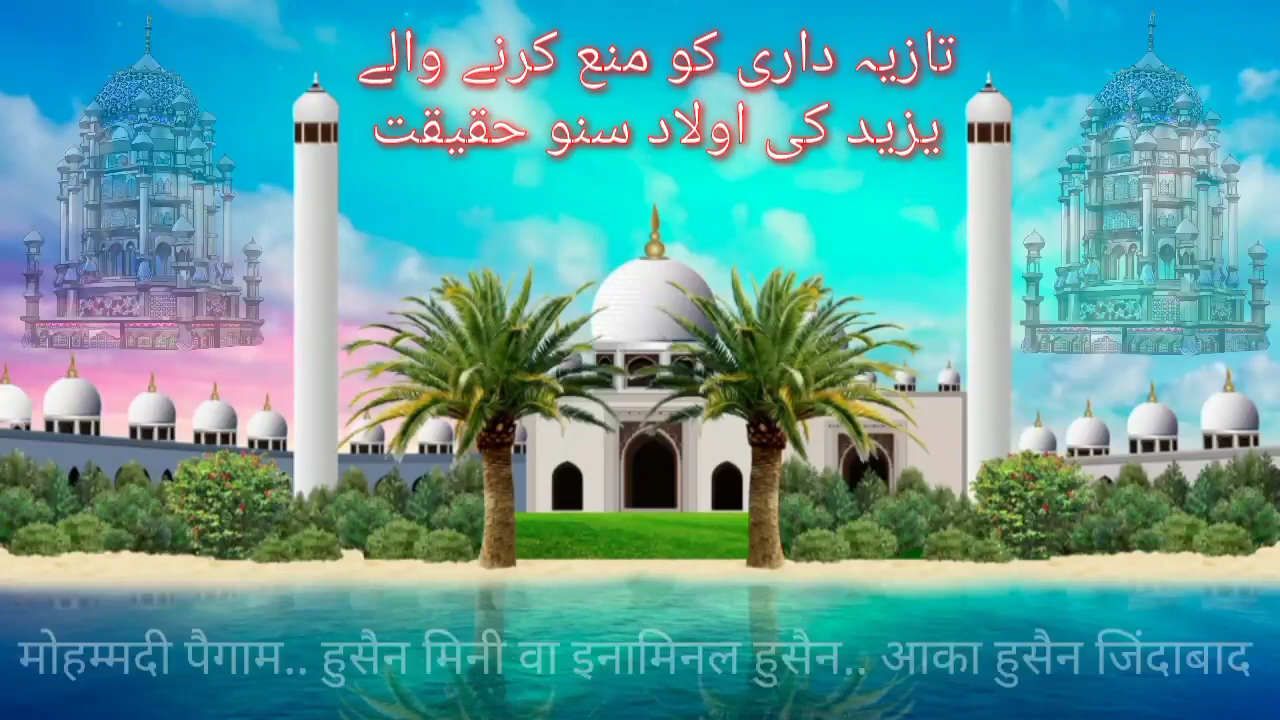 تازیہ داری کو منع کرنے والے
یزید کی اولاد سنو حقیقت
मोहम्मदी पैगाम.. हुसैन मिनी वा इनामिनल हुसैन.. आका हुसैन जिंदाबाद